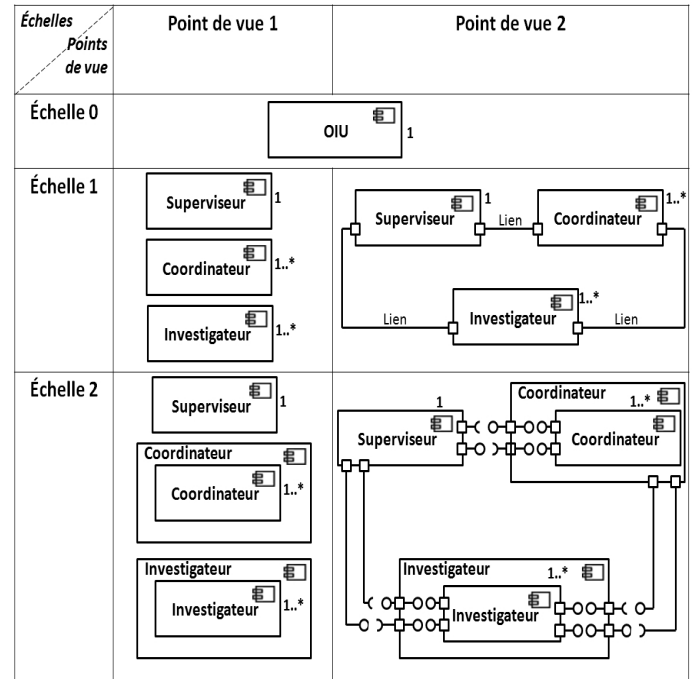 Échelles
Points
de vue
Point de vue 1
Point de vue 2
Échelle 0
OIU
1
Échelle 1
Superviseur
1
Coordinateur
1..*
Investigateur
1..*
Superviseur
1
Lien
Coordinateur
1..*
Lien
Investigateur
1..*
Lien
Échelle 2
Superviseur
1
Coordinateur
Coordinateur
1..*
Investigateur
Investigateur
1..*
Superviseur
1
Coordinateur
1..*
Coordinateur
Investigateur
1..*
Investigateur